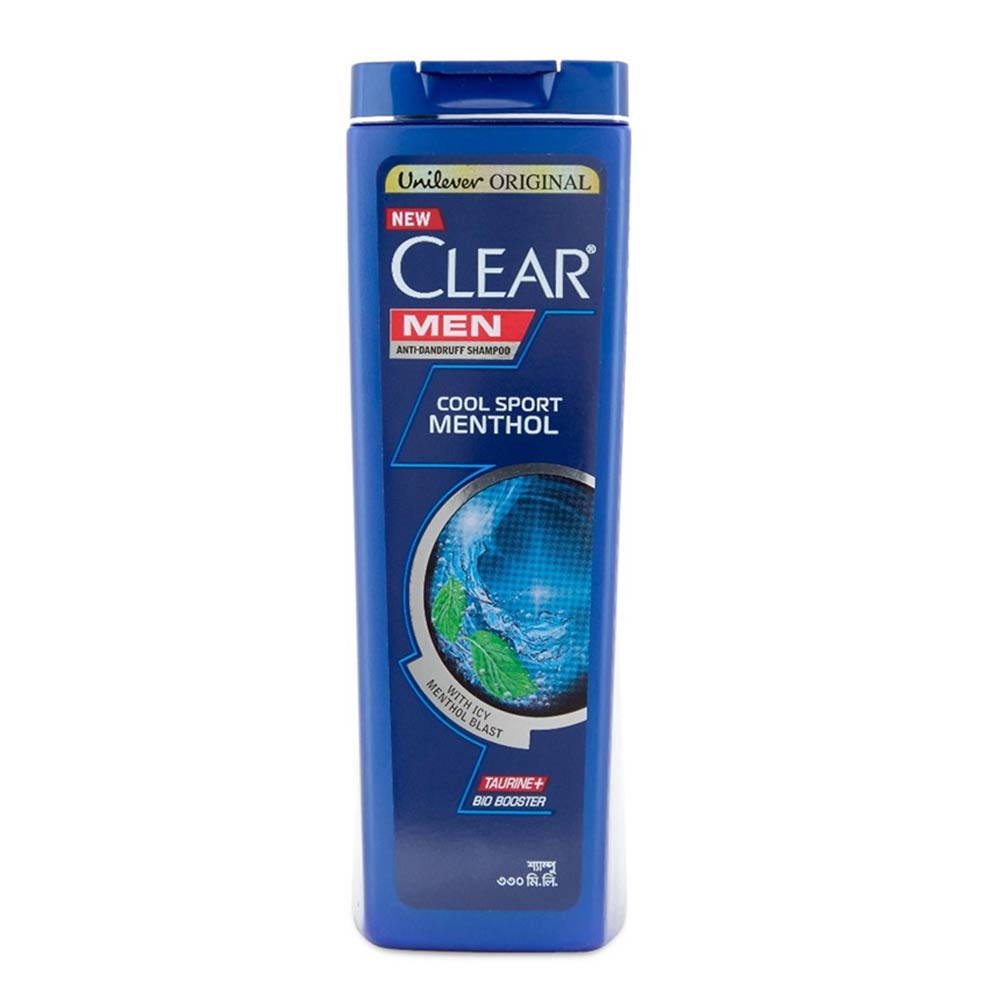 Unilever ORIGINAL
NEW
CLEAR®
MEN
ANTI-DANDRUFF SHAMPOO
COOL SPORT
MENTHOL
WITH ICY
MENTHOL BLAST
TAURINE+
BIO BOOSTER
শ্যাম্পু
৩৩০ মি.লি.